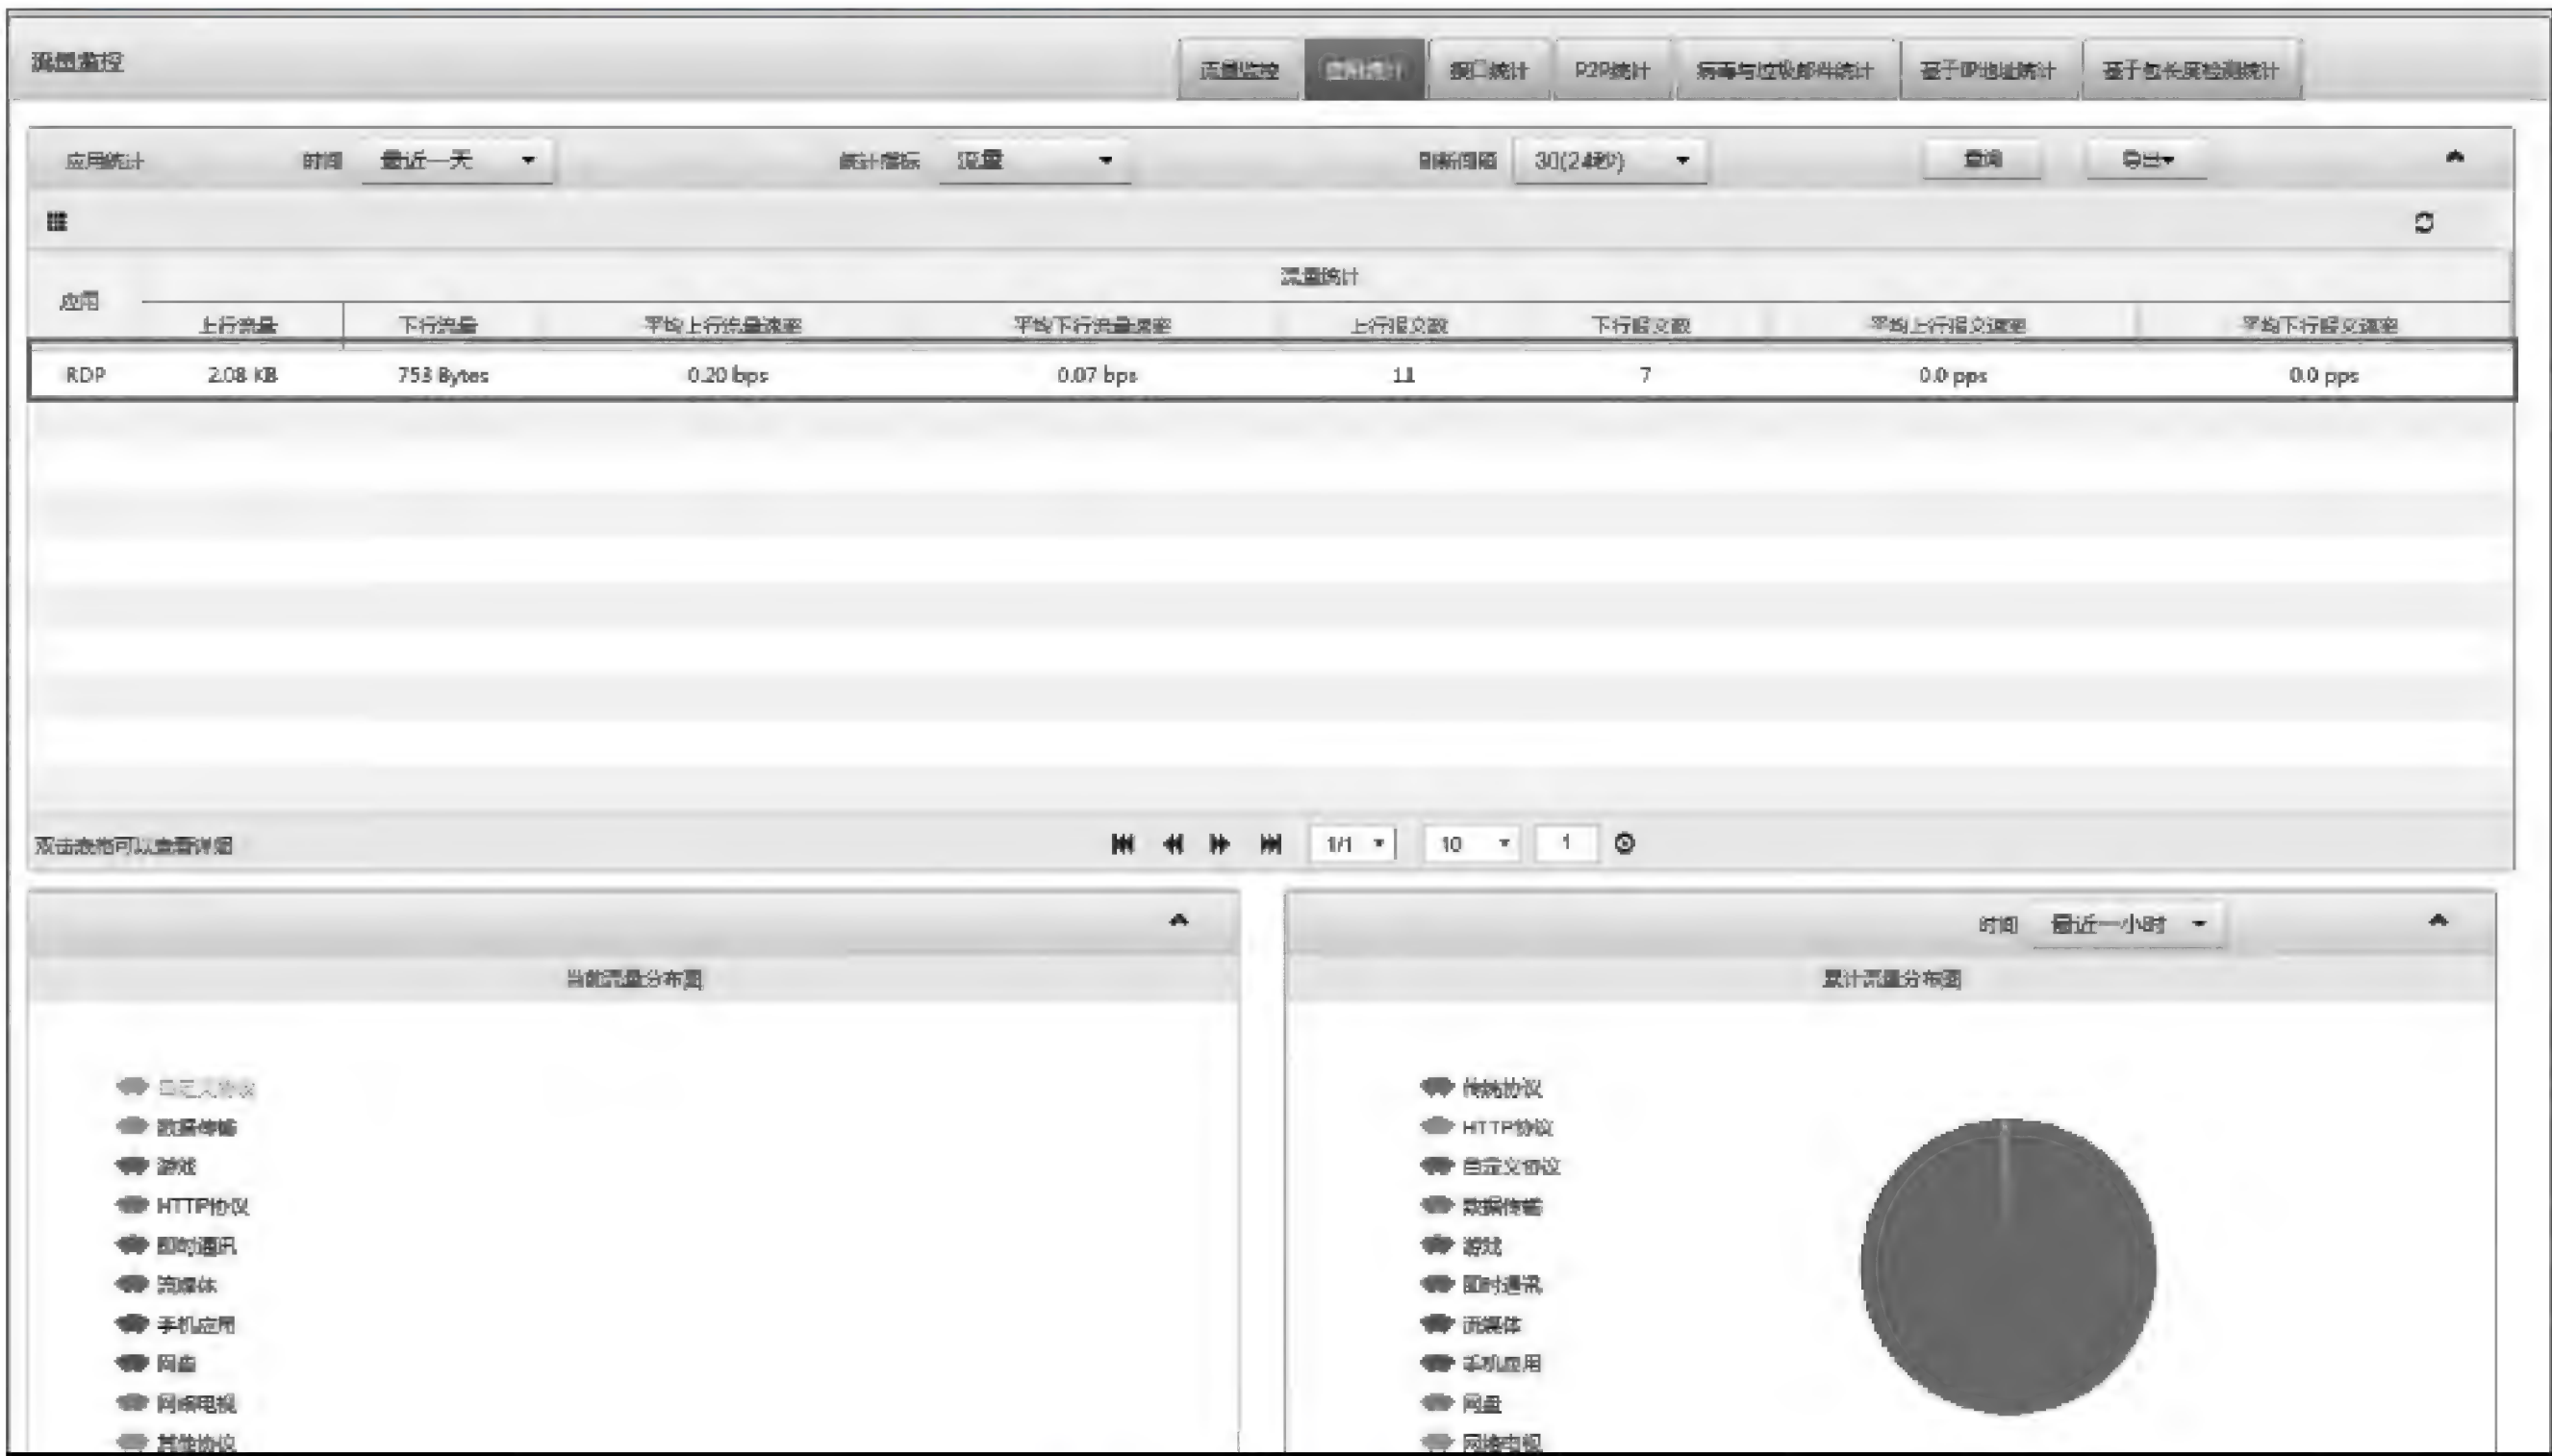 流量监控
流量监控 应用统计 接口统计 P2P统计 病毒与垃圾邮件统计 基于IP地址统计 基于包长度检测统计
应用统计 时间 最近一天 统计指标 流量 刷新间隔 30(24秒) 查询 导出
流量统计
应用
上行流量 下行流量 平均上行流量速率 平均下行流量速率 上行报文数 下行报文数 平均上行报文速率 平均下行报文速率
RDP 2.08 KB 753 Bytes 0.20 bps 0.07 bps 11 7 0.0 pps 0.0 pps
双击表格可以查看详细 1/1 10 1
时间 最近一小时
当前流量分布图
自定义协议
数据传输
游戏
HTTP协议
即时通讯
流媒体
手机应用
网盘
网络电视
其他协议
累计流量分布图
传统协议
HTTP协议
自定义协议
数据传输
游戏
即时通讯
流媒体
手机应用
网盘
网络电视